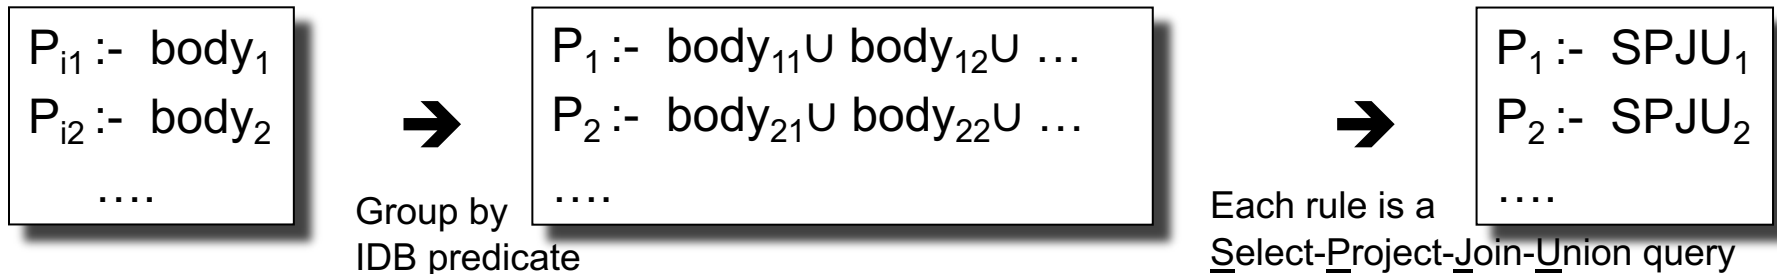 P_i1 :- body_1
P_i2 :- body_2
....
➔
Group by
IDB predicate
P_1 :- body_11∪ body_12∪ …
P_2 :- body_21∪ body_22∪ …
....
➔
Each rule is a
Select-Project-Join-Union query
P_1 :- SPJU_1
P_2 :- SPJU_2
....